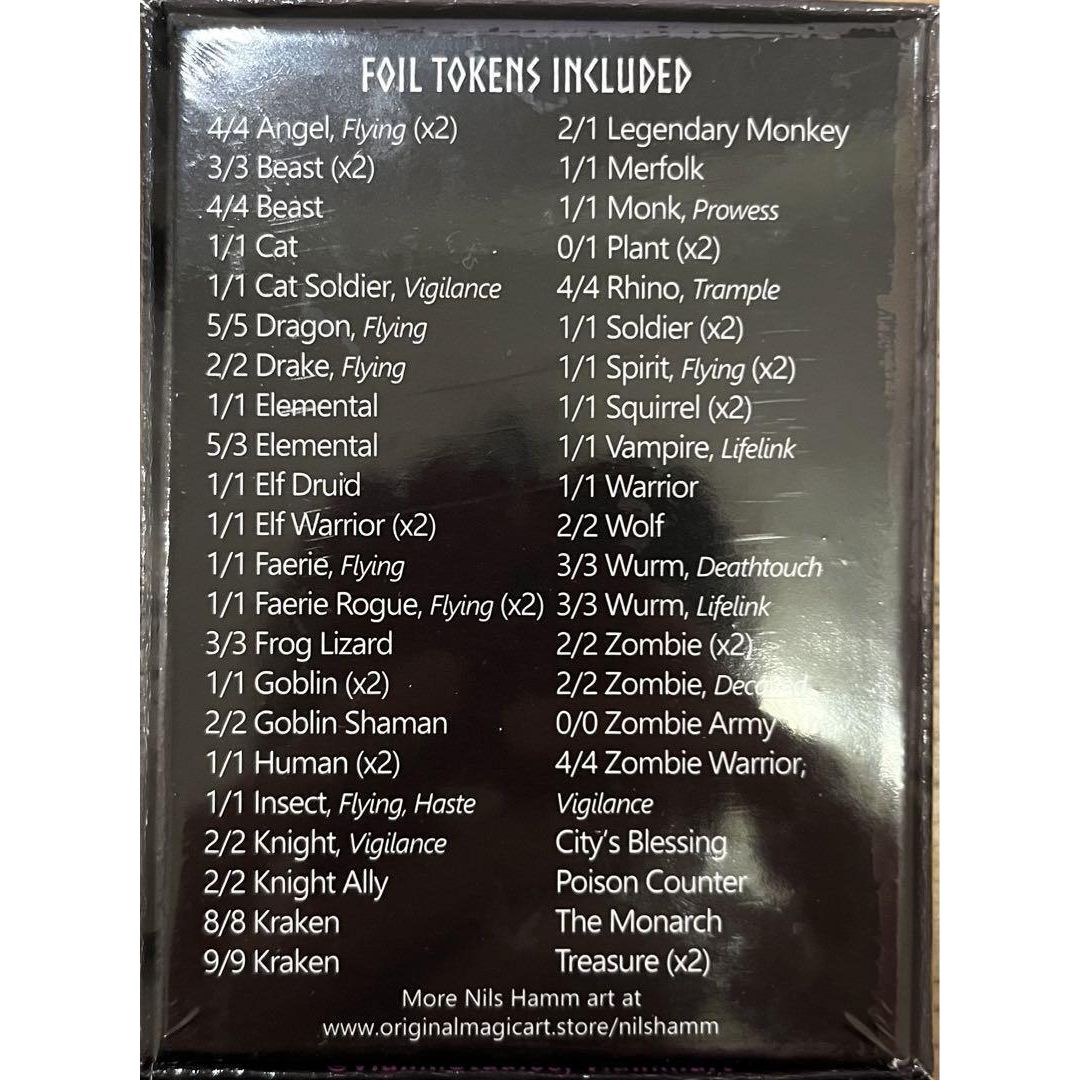 FOIL TOKENS INCLUDED
4/4 Angel, Flying (x2)
3/3 Beast (x2)
4/4 Beast
1/1 Cat
1/1 Cat Soldier, Vigilance
5/5 Dragon, Flying
2/2 Drake, Flying
1/1 Elemental
5/3 Elemental
1/1 Elf Druid
1/1 Elf Warrior (x2)
1/1 Faerie, Flying
1/1 Faerie Rogue, Flying (x2)
3/3 Frog Lizard
1/1 Goblin (x2)
2/2 Goblin Shaman
1/1 Human (x2)
1/1 Insect, Flying, Haste
2/2 Knight, Vigilance
2/2 Knight Ally
8/8 Kraken
9/9 Kraken
2/1 Legendary Monkey
1/1 Merfolk
1/1 Monk, Prowess
0/1 Plant (x2)
4/4 Rhino, Trample
1/1 Soldier (x2)
1/1 Spirit, Flying (x2)
1/1 Squirrel (x2)
1/1 Vampire, Lifelink
1/1 Warrior
2/2 Wolf
3/3 Wurm, Deathtouch
3/3 Wurm, Lifelink
2/2 Zombie (x2)
2/2 Zombie, Decayed
0/0 Zombie Army
4/4 Zombie Warrior,
Vigilance
City's Blessing
Poison Counter
The Monarch
Treasure (x2)
More Nils Hamm art at
www.originalmagicart.store/nilshamm